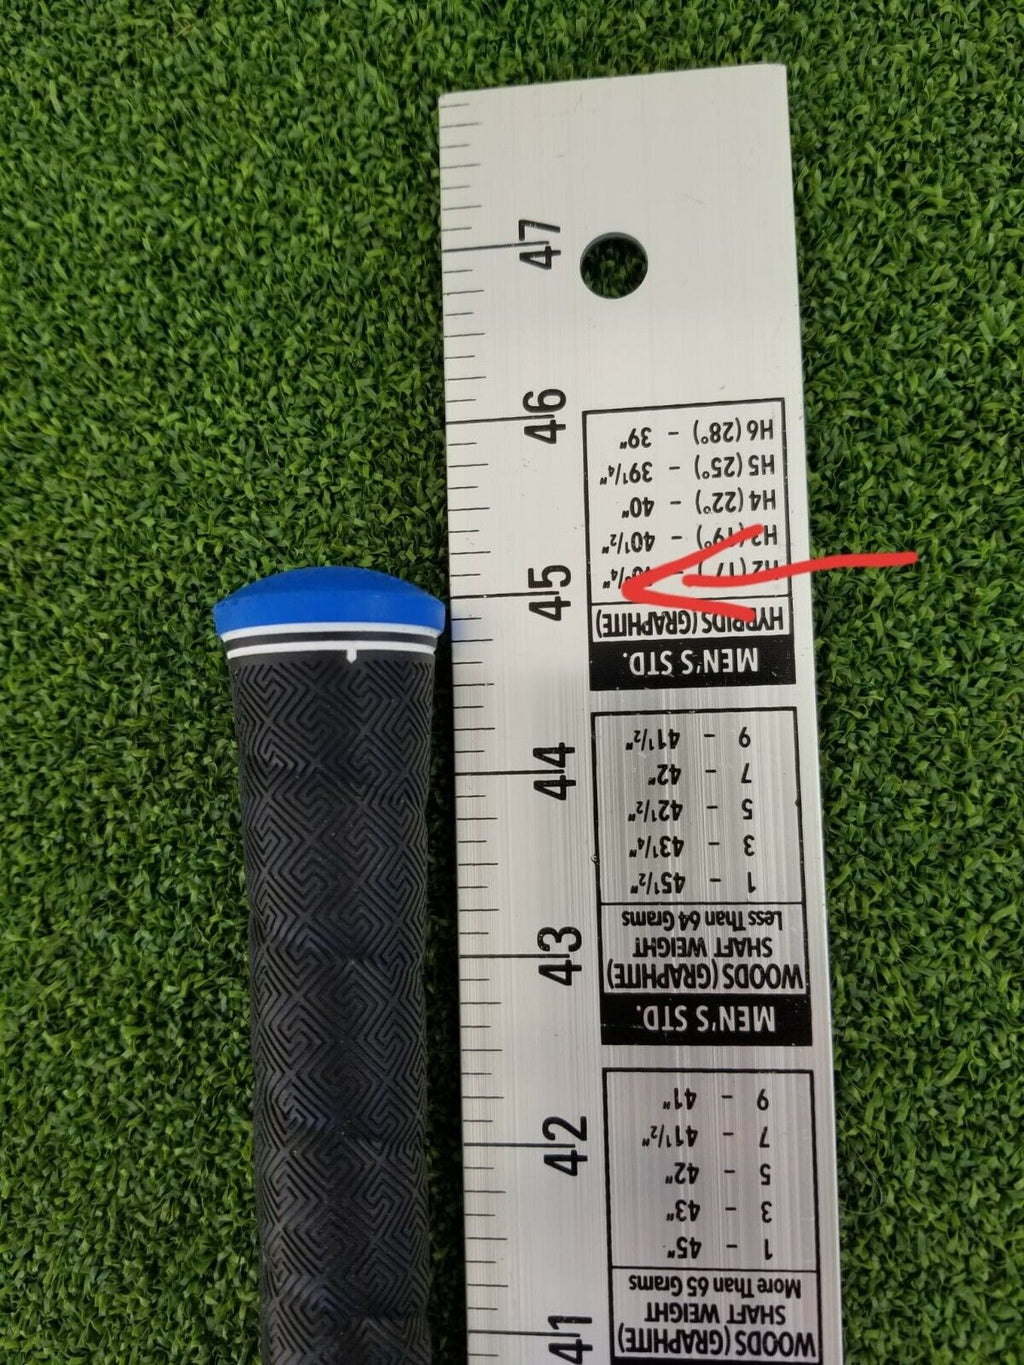 47
46
45
44
43
42
41
WOODS (GRAPHITE)
SHAFT WEIGHT
More Than 65 Grams
1 - 45"
3 - 43"
5 - 42"
7 - 41½"
9 - 41"
MEN'S STD.
WOODS (GRAPHITE)
SHAFT WEIGHT
Less Than 64 Grams
1 - 45½"
3 - 43¼"
5 - 42½"
7 - 42"
9 - 41½"
MEN'S STD.
HYBRIDS (GRAPHITE)
H2 (17
H3 (19°) - 40½"
H4 (22°) - 40"
H5 (25°) - 39¼"
H6 (28°) - 39"